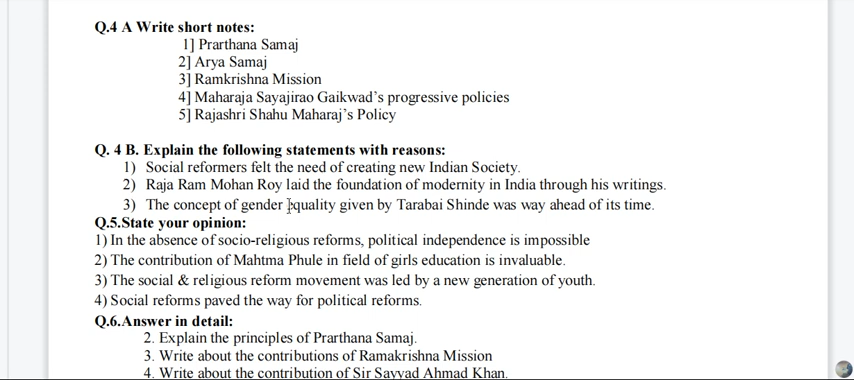 Q.4 A Write short notes:
1] Prarthana Samaj
2] Arya Samaj
3] Ramkrishna Mission
4] Maharaja Sayajirao Gaikwad's progressive policies
5] Rajashri Shahu Maharaj's Policy
Q. 4 B. Explain the following statements with reasons:
1) Social reformers felt the need of creating new Indian Society.
2) Raja Ram Mohan Roy laid the foundation of modernity in India through his writings.
3) The concept of gender equality given by Tarabai Shinde was way ahead of its time.
Q.5.State your opinion:
1) In the absence of socio-religious reforms, political independence is impossible
2) The contribution of Mahtma Phule in field of girls education is invaluable.
3) The social & religious reform movement was led by a new generation of youth.
4) Social reforms paved the way for political reforms.
Q.6.Answer in detail:
2. Explain the principles of Prarthana Samaj.
3. Write about the contributions of Ramakrishna Mission
4. Write about the contribution of Sir Sayyad Ahmad Khan.